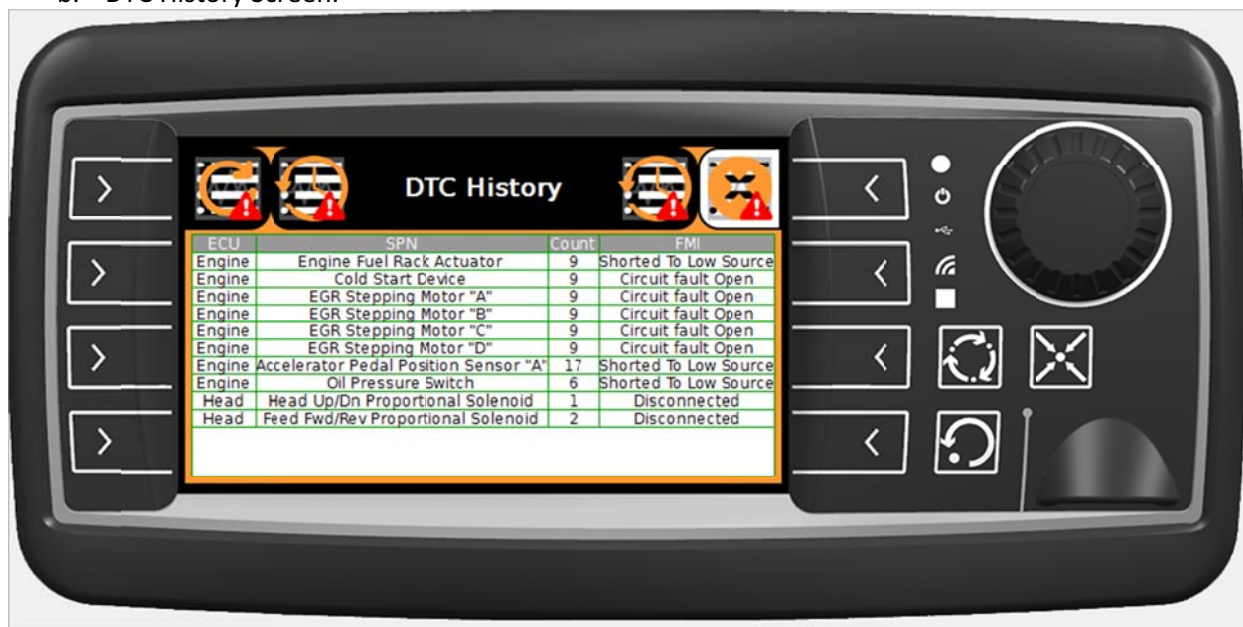 b. DTC History Screen:
DTC History
ECU SPN Count FMI
Engine Engine Fuel Rack Actuator 9 Shorted To Low Source
Engine Cold Start Device 9 Circuit fault Open
Engine EGR Stepping Motor "A" 9 Circuit fault Open
Engine EGR Stepping Motor "B" 9 Circuit fault Open
Engine EGR Stepping Motor "C" 9 Circuit fault Open
Engine EGR Stepping Motor "D" 9 Circuit fault Open
Engine Accelerator Pedal Position Sensor "A" 17 Shorted To Low Source
Engine Oil Pressure Switch 6 Shorted To Low Source
Head Head Up/Dn Proportional Solenoid 1 Disconnected
Head Feed Fwd/Rev Proportional Solenoid 2 Disconnected